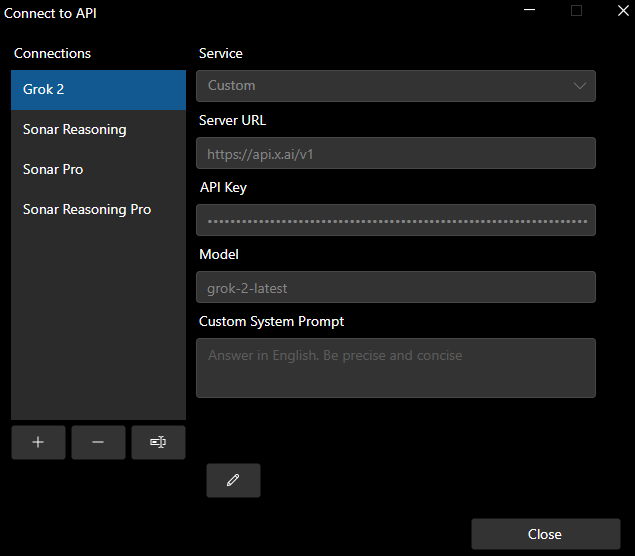 Connect to API
Connections
Grok 2
Sonar Reasoning
Sonar Pro
Sonar Reasoning Pro
Service
Custom
Server URL
https://api.x.ai/v1
API Key
Model
grok-2-latest
Custom System Prompt
Answer in English. Be precise and concise
Close